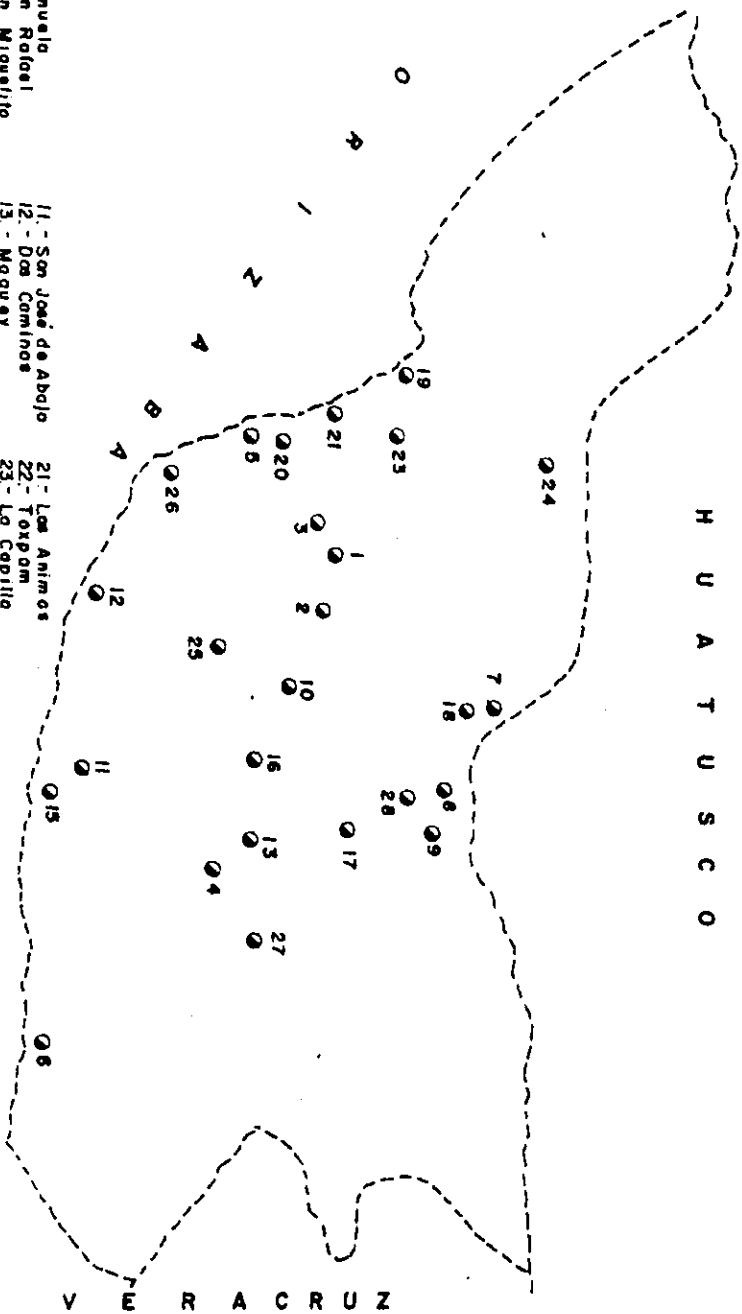 HUATUSCO
ORIZABA
VERACRUZ
19
21
23
24
5
20
3
1
26
2
12
25
10
7
18
16
11
15
28
8
9
17
13
4
27
6
Rafael
Miguelito
11.- San José de Abajo
12.- Dos Caminos
13.- Maguey
21.- Las Animas
22.- Toxpam
23.- La Capilla